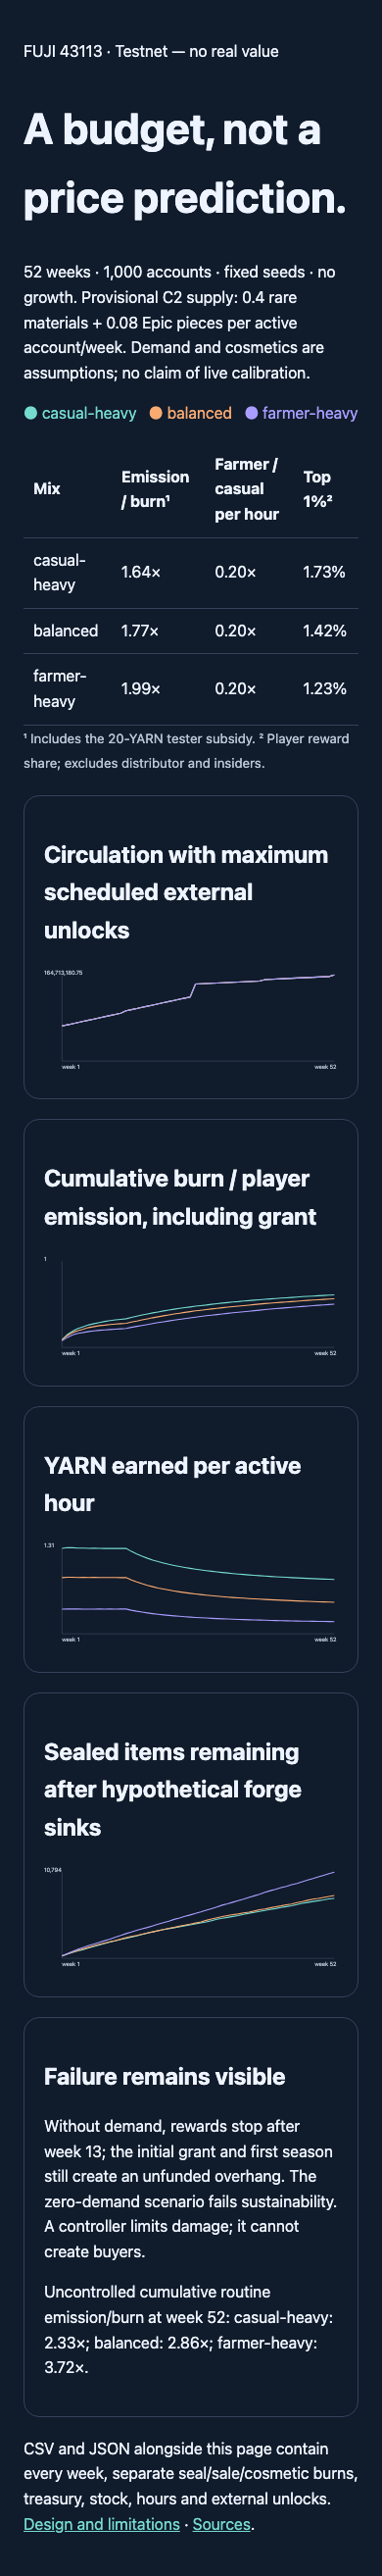 FUJI 43113 · Testnet — no real value
A budget, not a
price prediction.
52 weeks · 1,000 accounts · fixed seeds · no
growth. Provisional C2 supply: 0.4 rare
materials + 0.08 Epic pieces per active
account/week. Demand and cosmetics are
assumptions; no claim of live calibration.
casual-heavy balanced farmer-heavy
Mix Emission / burn¹ Farmer / casual per hour Top 1%²
casual-heavy 1.64× 0.20× 1.73%
balanced 1.77× 0.20× 1.42%
farmer-heavy 1.99× 0.20× 1.23%
¹ Includes the 20-YARN tester subsidy. ² Player reward
share; excludes distributor and insiders.
Circulation with maximum
scheduled external
unlocks
164,713,180.75
week 1 week 52
Cumulative burn / player
emission, including grant
1
week 1 week 52
YARN earned per active
hour
1.31
week 1 week 52
Sealed items remaining
after hypothetical forge
sinks
10,794
week 1 week 52
Failure remains visible
Without demand, rewards stop after
week 13; the initial grant and first season
still create an unfunded overhang. The
zero-demand scenario fails sustainability.
A controller limits damage; it cannot
create buyers.
Uncontrolled cumulative routine
emission/burn at week 52: casual-heavy:
2.33×; balanced: 2.86×; farmer-heavy:
3.72×.
CSV and JSON alongside this page contain
every week, separate seal/sale/cosmetic burns,
treasury, stock, hours and external unlocks.
Design and limitations · Sources.